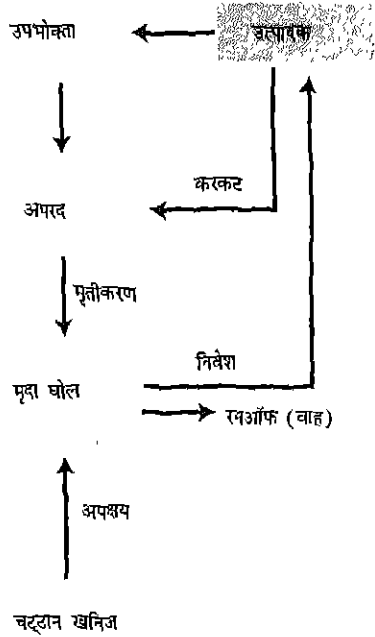 उपभोक्ता
उत्पादक
करकट
अपरद
मृतीकरण
निवेश
मृदा घोल
रनऑफ (वाह)
अपक्षय
चट्टान खनिज